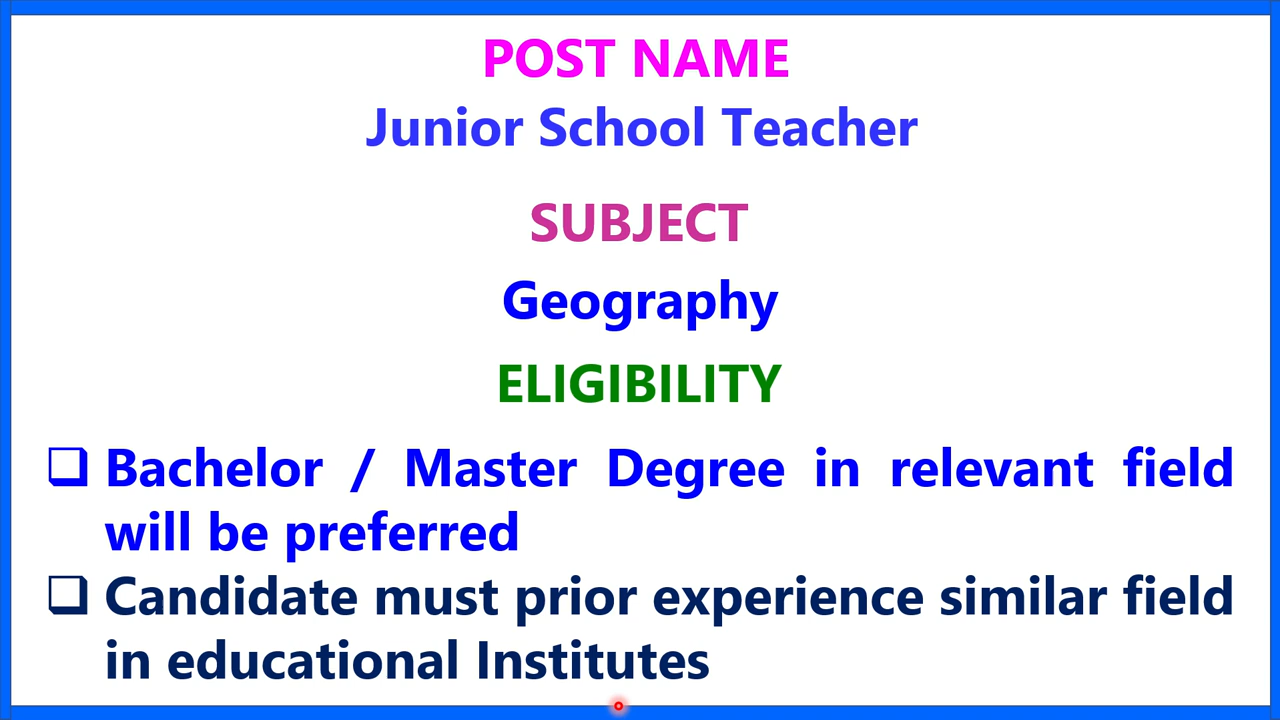 POST NAME
Junior School Teacher
SUBJECT
Geography
ELIGIBILITY
❑ Bachelor / Master Degree in relevant field
will be preferred
❑ Candidate must prior experience similar field
in educational Institutes